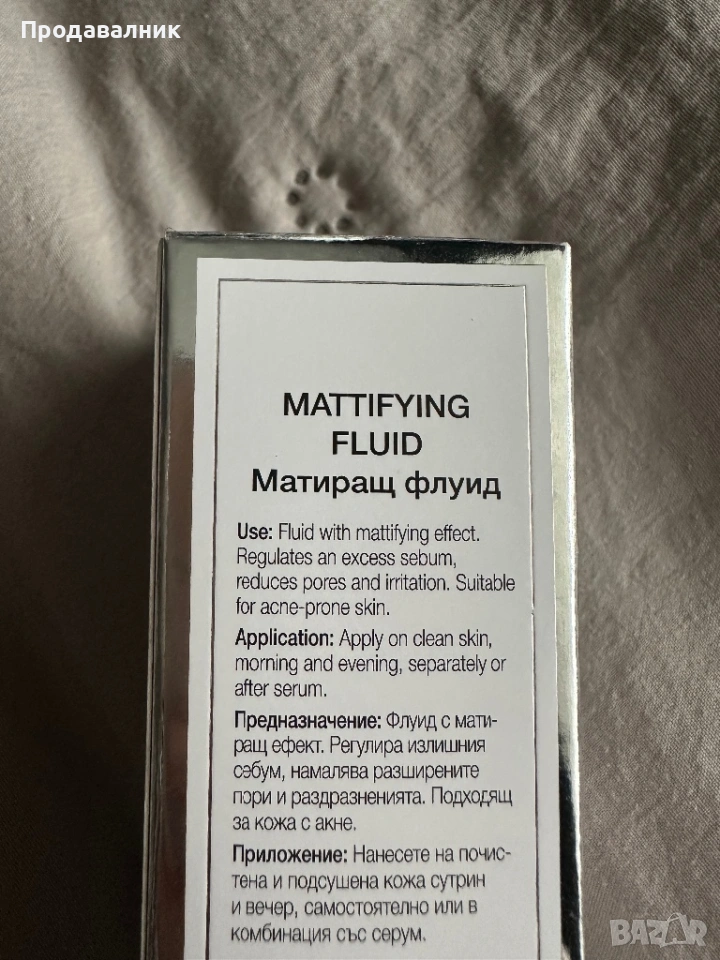 Продавалник
MATTIFYING
FLUID
Матиращ флуид
Use: Fluid with mattifying effect.
Regulates an excess sebum,
reduces pores and irritation. Suitable
for acne-prone skin.
Application: Apply on clean skin,
morning and evening, separately or
after serum.
Предназначение: Флуид с мати-
ращ ефект. Регулира излишния
себум, намалява разширените
пори и раздразненията. Подходящ
за кожа с акне.
Приложение: Нанесете на почис-
тена и подсушена кожа сутрин
и вечер, самостоятелно или в
комбинация със серум.
BAZAR